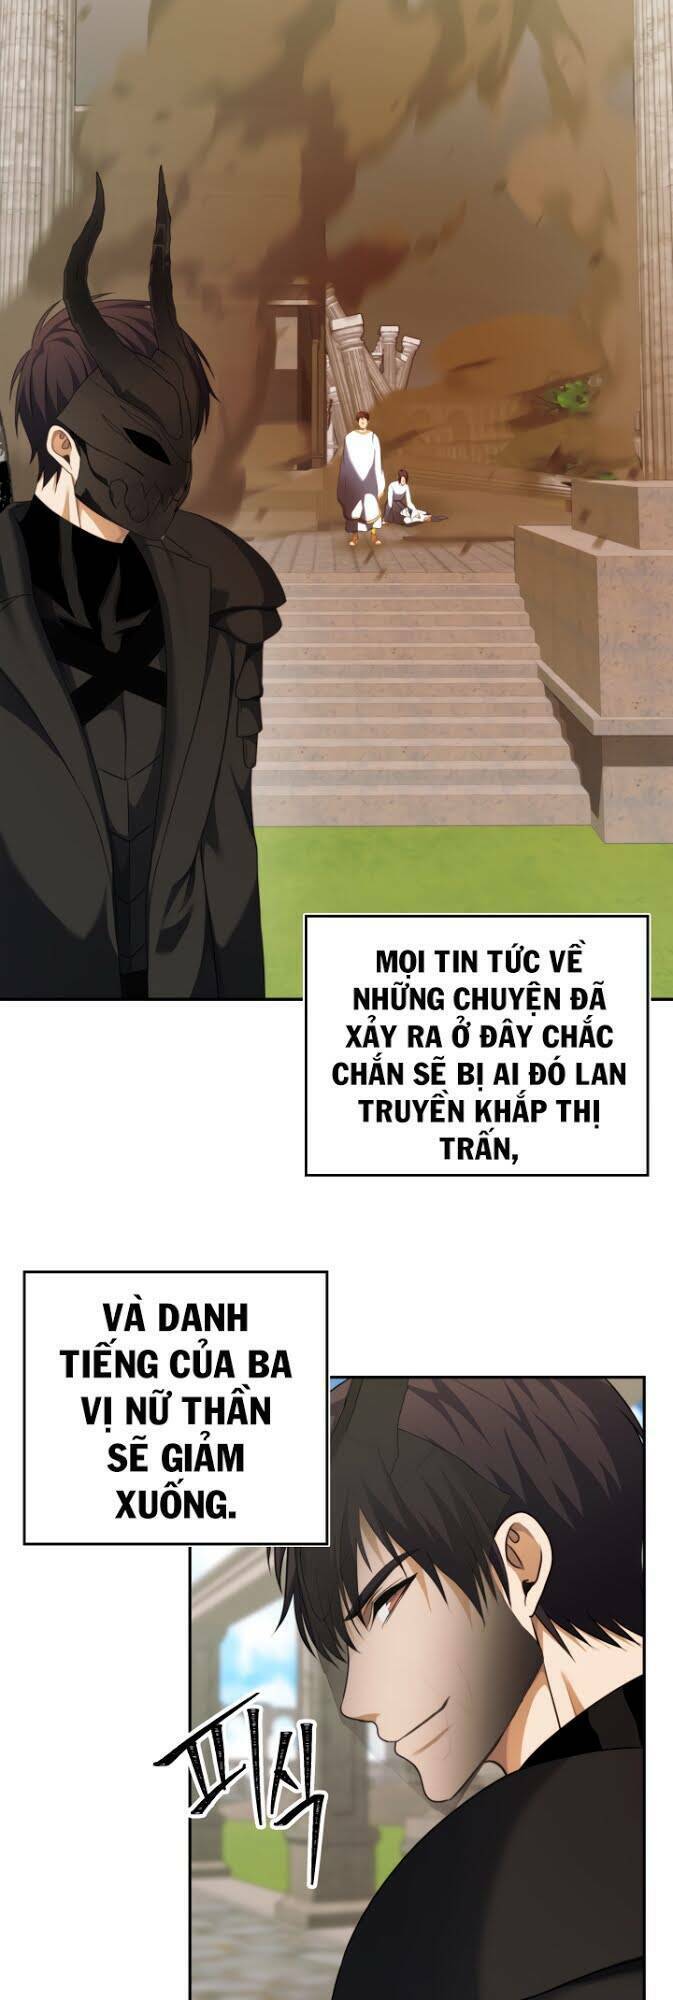 MỌI TIN TỨC VỀ
NHỮNG CHUYỆN ĐÃ
XẢY RA Ở ĐÂY CHẮC
CHẮN SẼ BỊ AI ĐÓ LAN
TRUYỀN KHẮP THỊ
TRẤN,
VÀ DANH
TIẾNG CỦA BA
VỊ NỮ THẦN
SẼ GIẢM
XUỐNG.
피식